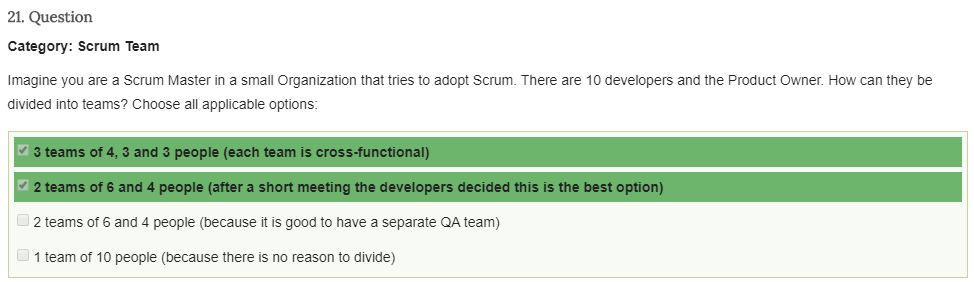 21. Question
Category: Scrum Team
Imagine you are a Scrum Master in a small Organization that tries to adopt Scrum. There are 10 developers and the Product Owner. How can they be
divided into teams? Choose all applicable options:
3 teams of 4, 3 and 3 people (each team is cross-functional)
2 teams of 6 and 4 people (after a short meeting the developers decided this is the best option)
2 teams of 6 and 4 people (because it is good to have a separate QA team)
1 team of 10 people (because there is no reason to divide)